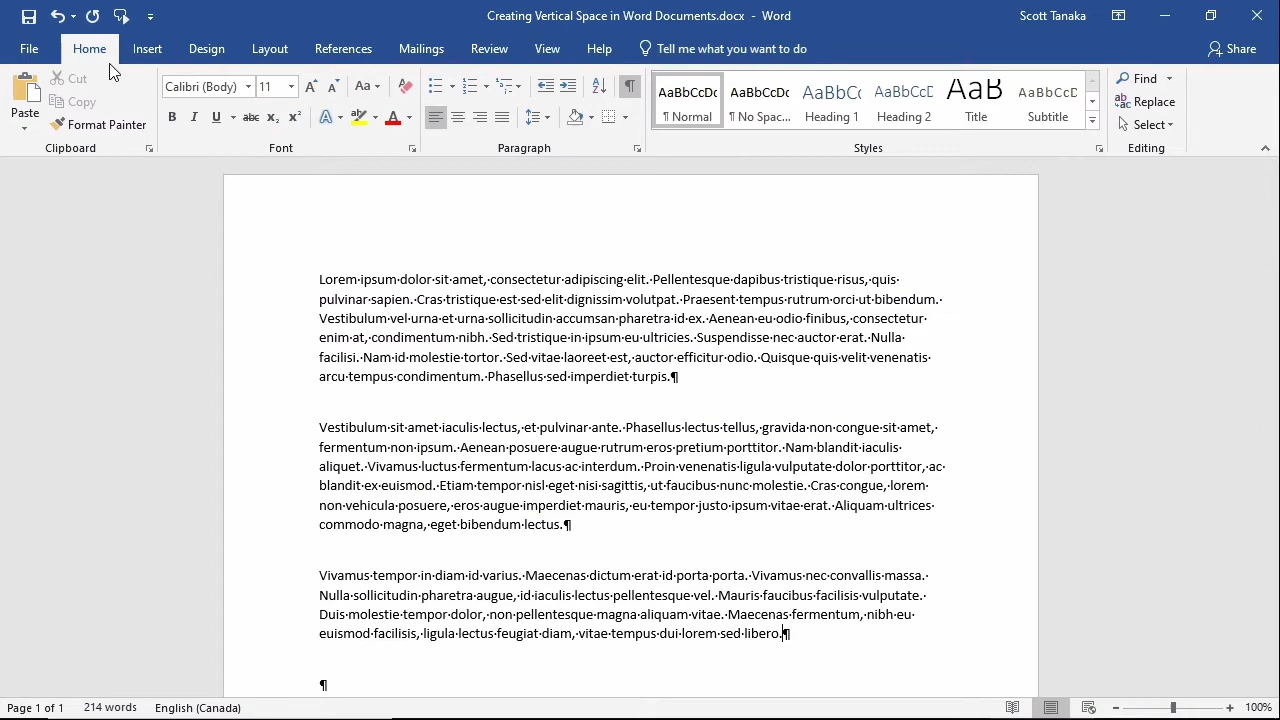 Creating Vertical Space in Word Documents.docx - Word
Scott Tanaka
File Home Insert Design Layout References Mailings Review View Help Tell me what you want to do Share
Paste
Cut
Copy
Format Painter
Clipboard
Calibri (Body) 11
Aa
B I U abc x₂ x²
A A
Font
Paragraph
AaBbCcDc AaBbCcDc AaBbCc AaBbCcD AaB AaBbCcD
¶ Normal ¶ No Spac... Heading 1 Heading 2 Title Subtitle
Styles
Find
Replace
Select
Editing
Lorem·ipsum·dolor·sit·amet,·consectetur·adipiscing·elit.·Pellentesque·dapibus·tristique·risus,·quis·
pulvinar·sapien.·Cras·tristique·est·sed·elit·dignissim·volutpat.·Praesent·tempus·rutrum·orci·ut·bibendum.·
Vestibulum·vel·urna·et·urna·sollicitudin·accumsan·pharetra·id·ex.·Aenean·eu·odio·finibus,·consectetur·
enim·at,·condimentum·nibh.·Sed·tristique·in·ipsum·eu·ultricies.·Suspendisse·nec·auctor·erat.·Nulla·
facilisi.·Nam·id·molestie·tortor.·Sed·vitae·laoreet·est,·auctor·efficitur·odio.·Quisque·quis·velit·venenatis·
arcu·tempus·condimentum.·Phasellus·sed·imperdiet·turpis.¶
Vestibulum·sit·amet·iaculis·lectus,·et·pulvinar·ante.·Phasellus·lectus·tellus,·gravida·non·congue·sit·amet,·
fermentum·non·ipsum.·Aenean·posuere·augue·rutrum·eros·pretium·porttitor.·Nam·blandit·iaculis·
aliquet.·Vivamus·luctus·fermentum·lacus·ac·interdum.·Proin·venenatis·ligula·vulputate·dolor·porttitor,·ac·
blandit·ex·euismod.·Etiam·tempor·nisl·eget·nisi·sagittis,·ut·faucibus·nunc·molestie.·Cras·congue,·lorem·
non·vehicula·posuere,·eros·augue·imperdiet·mauris,·eu·tempor·justo·ipsum·vitae·erat.·Aliquam·ultrices·
commodo·magna,·eget·bibendum·lectus.¶
Vivamus·tempor·in·diam·id·varius.·Maecenas·dictum·erat·id·porta·porta.·Vivamus·nec·convallis·massa.·
Nulla·sollicitudin·pharetra·augue,·id·iaculis·lectus·pellentesque·vel.·Mauris·faucibus·facilisis·vulputate.·
Duis·molestie·tempor·dolor,·non·pellentesque·magna·aliquam·vitae.·Maecenas·fermentum,·nibh·eu·
euismod·facilisis,·ligula·lectus·feugiat·diam,·vitae·tempus·dui·lorem·sed·libero.¶
¶
Page 1 of 1 214 words English (Canada) 100%